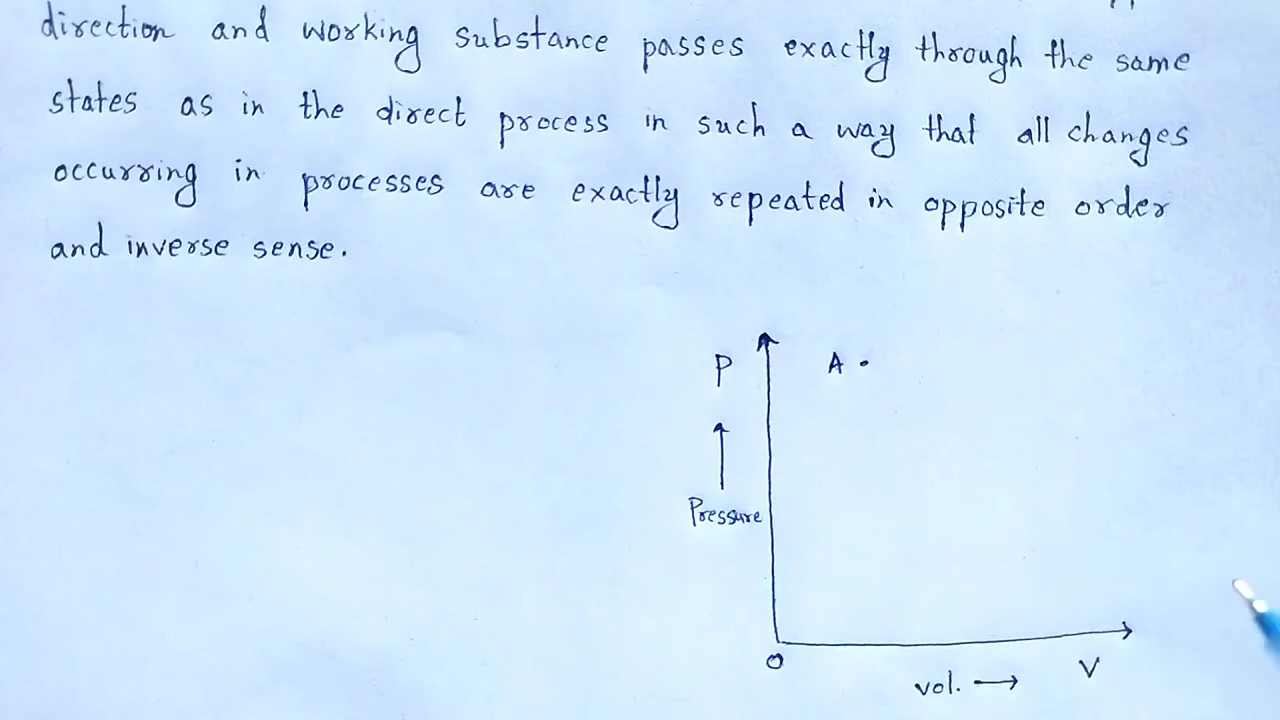 direction and working substance passes exactly through the same
states as in the direct process in such a way that all changes
occurring in processes are exactly repeated in opposite order
and inverse sense.
P
A
Pressure
O
V
vol.